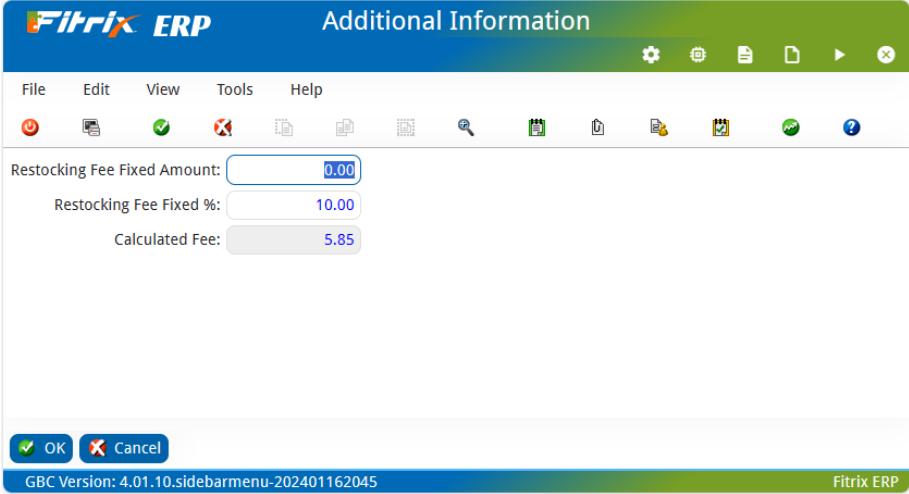 Fitrix ERP Additional Information
File Edit View Tools Help
Restocking Fee Fixed Amount: 0.00
Restocking Fee Fixed %: 10.00
Calculated Fee: 5.85
OK Cancel
GBC Version: 4.01.10.sidebarmenu-202401162045 Fitrix ERP